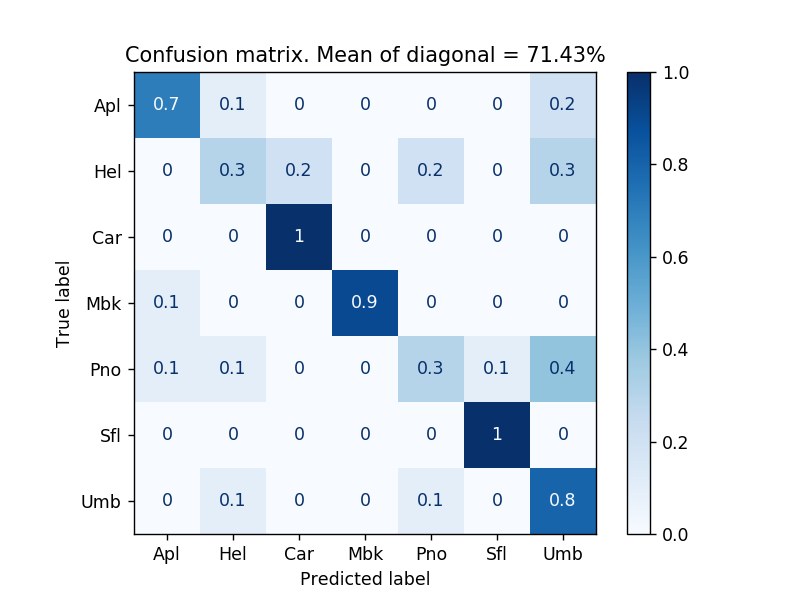 Confusion matrix. Mean of diagonal = 71.43%
True label
Apl 0.7 0.1 0 0 0 0 0.2
Hel 0 0.3 0.2 0 0.2 0 0.3
Car 0 0 1 0 0 0 0
Mbk 0.1 0 0 0.9 0 0 0
Pno 0.1 0.1 0 0 0.3 0.1 0.4
Sfl 0 0 0 0 0 1 0
Umb 0 0.1 0 0 0.1 0 0.8
Apl Hel Car Mbk Pno Sfl Umb
Predicted label
1.0
0.8
0.6
0.4
0.2
0.0